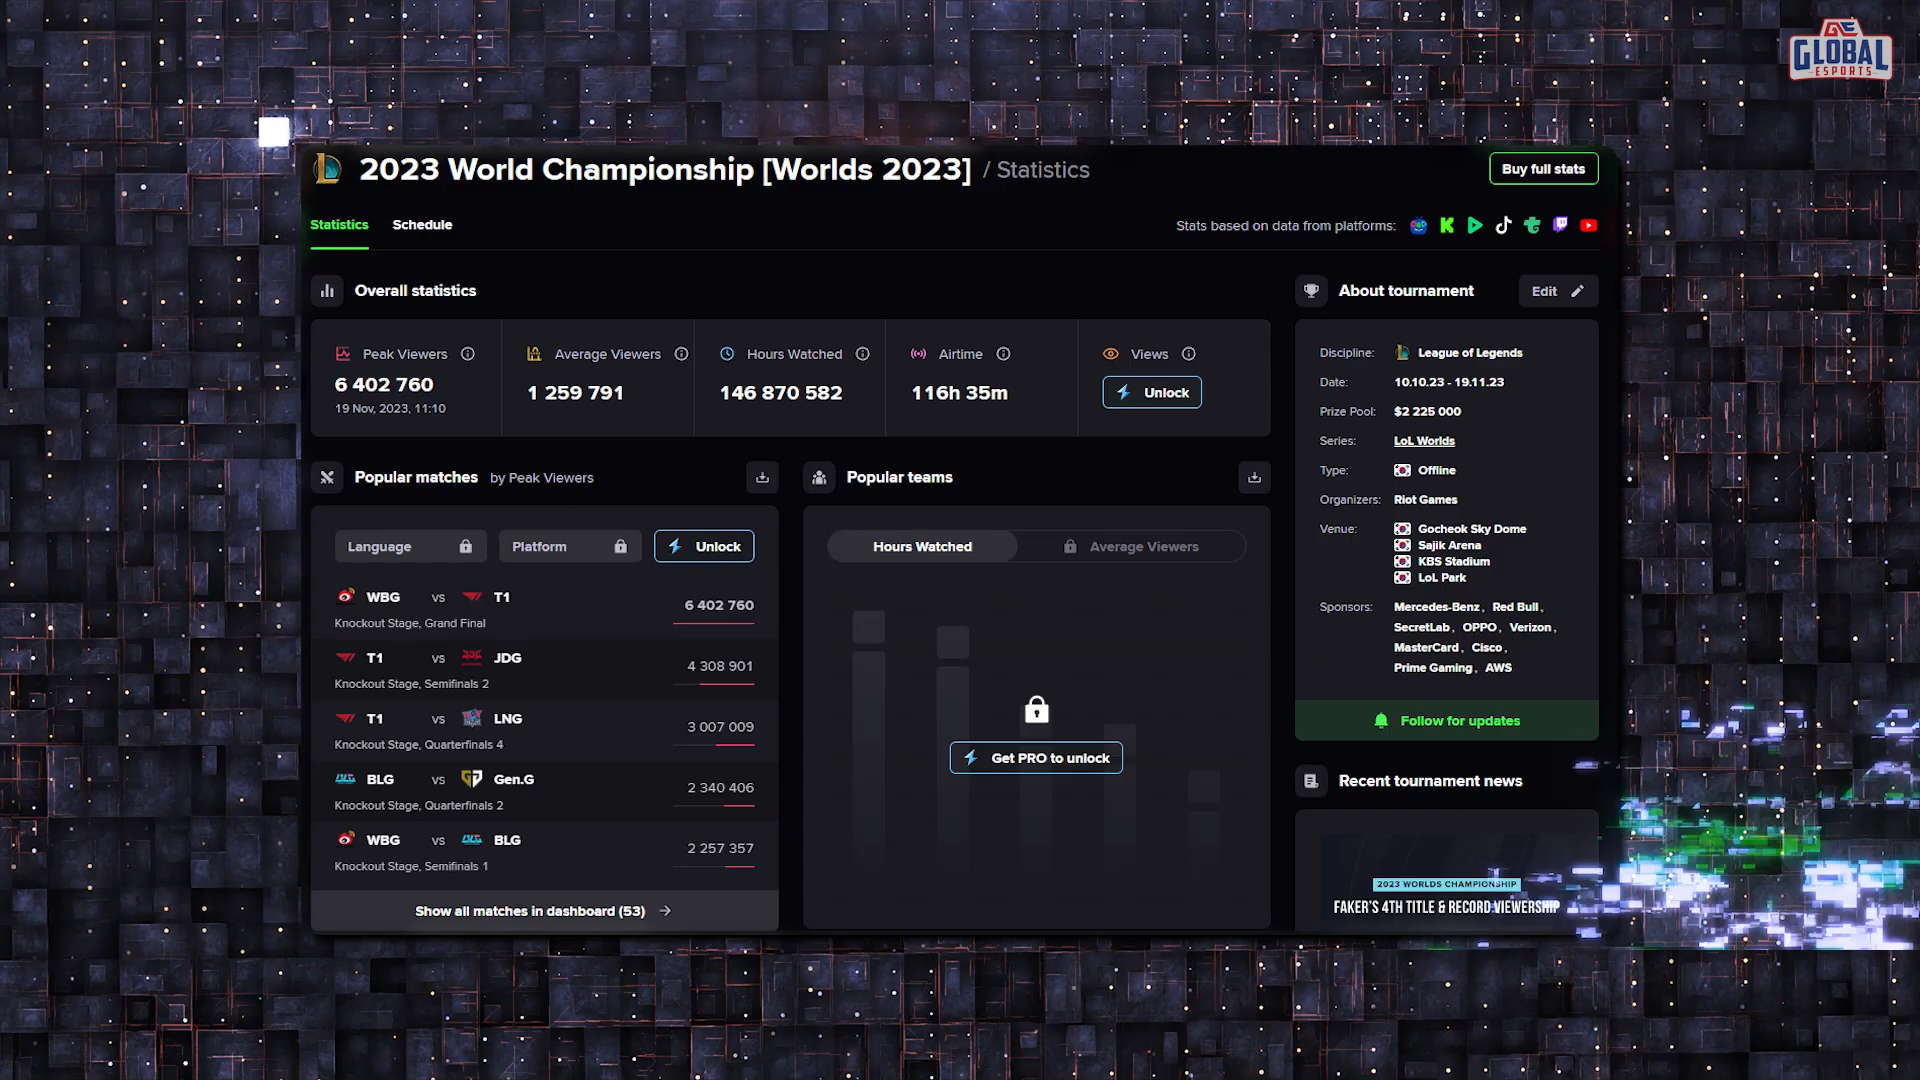 GE
GLOBAL
ESPORTS
2023 World Championship [Worlds 2023] / Statistics
Buy full stats
Statistics
Schedule
Stats based on data from platforms:
Overall statistics
Peak Viewers
6 402 760
19 Nov, 2023, 11:10
Average Viewers
1 259 791
Hours Watched
146 870 582
Airtime
116h 35m
Views
Unlock
Popular matches by Peak Viewers
Language
Platform
Unlock
WBG vs T1
6 402 760
Knockout Stage, Grand Final
T1 vs JDG
4 308 901
Knockout Stage, Semifinals 2
T1 vs LNG
3 007 009
Knockout Stage, Quarterfinals 4
BLG vs Gen.G
2 340 406
Knockout Stage, Quarterfinals 2
WBG vs BLG
2 257 357
Knockout Stage, Semifinals 1
Show all matches in dashboard (53)
Popular teams
Hours Watched
Average Viewers
Get PRO to unlock
About tournament
Edit
Discipline: League of Legends
Date: 10.10.23 - 19.11.23
Prize Pool: $2 225 000
Series: LoL Worlds
Type: Offline
Organizers: Riot Games
Venue: Gocheok Sky Dome
Sajik Arena
KBS Stadium
LoL Park
Sponsors: Mercedes-Benz, Red Bull,
SecretLab, OPPO, Verizon,
MasterCard, Cisco,
Prime Gaming, AWS
Follow for updates
Recent tournament news
2023 WORLDS CHAMPIONSHIP
FAKER'S 4TH TITLE & RECORD VIEWERSHIP